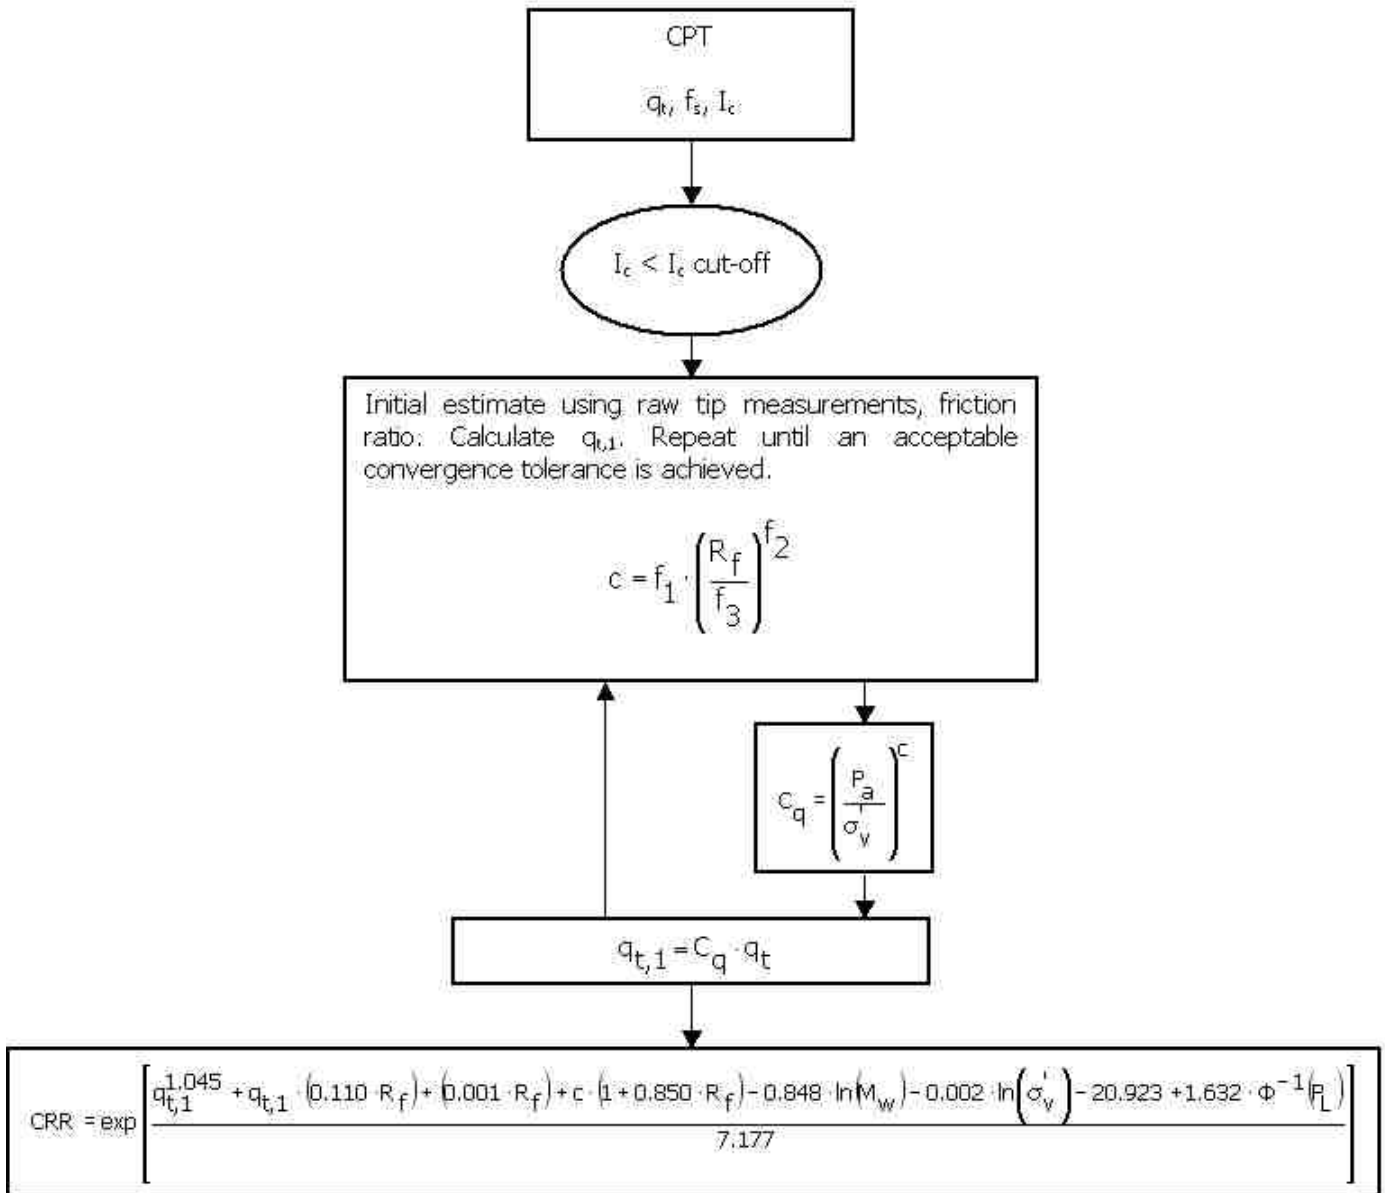 CPT
qt, fs, Ic
Ic < Ic cut-off
Initial estimate using raw tip measurements, friction
ratio. Calculate qt,1. Repeat until an acceptable
convergence tolerance is achieved.
c = f1 · (Rf / f3)^f2
Cq = (Pa / σ'v)^c
qt,1 = Cq · qt
CRR = exp[(qt,1^1.045 + qt,1 · (0.110 · Rf) + (0.001 · Rf) + c · (1 + 0.850 · Rf) − 0.848 · ln(Mw) − 0.002 · ln(σ'v) − 20.923 + 1.632 · Φ^−1(PL)) / 7.177]